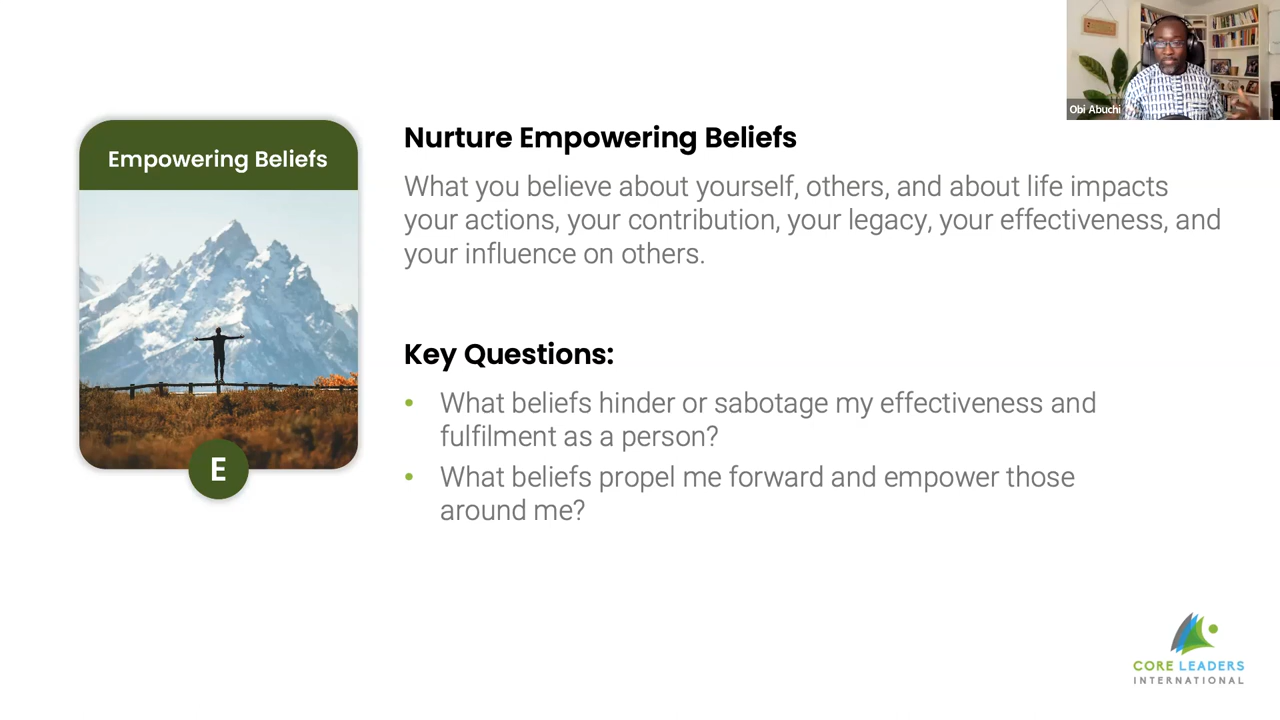 Obi Abuchi
Empowering Beliefs
E
Nurture Empowering Beliefs
What you believe about yourself, others, and about life impacts
your actions, your contribution, your legacy, your effectiveness, and
your influence on others.
Key Questions:
• What beliefs hinder or sabotage my effectiveness and
fulfilment as a person?
• What beliefs propel me forward and empower those
around me?
CORE LEADERS
INTERNATIONAL